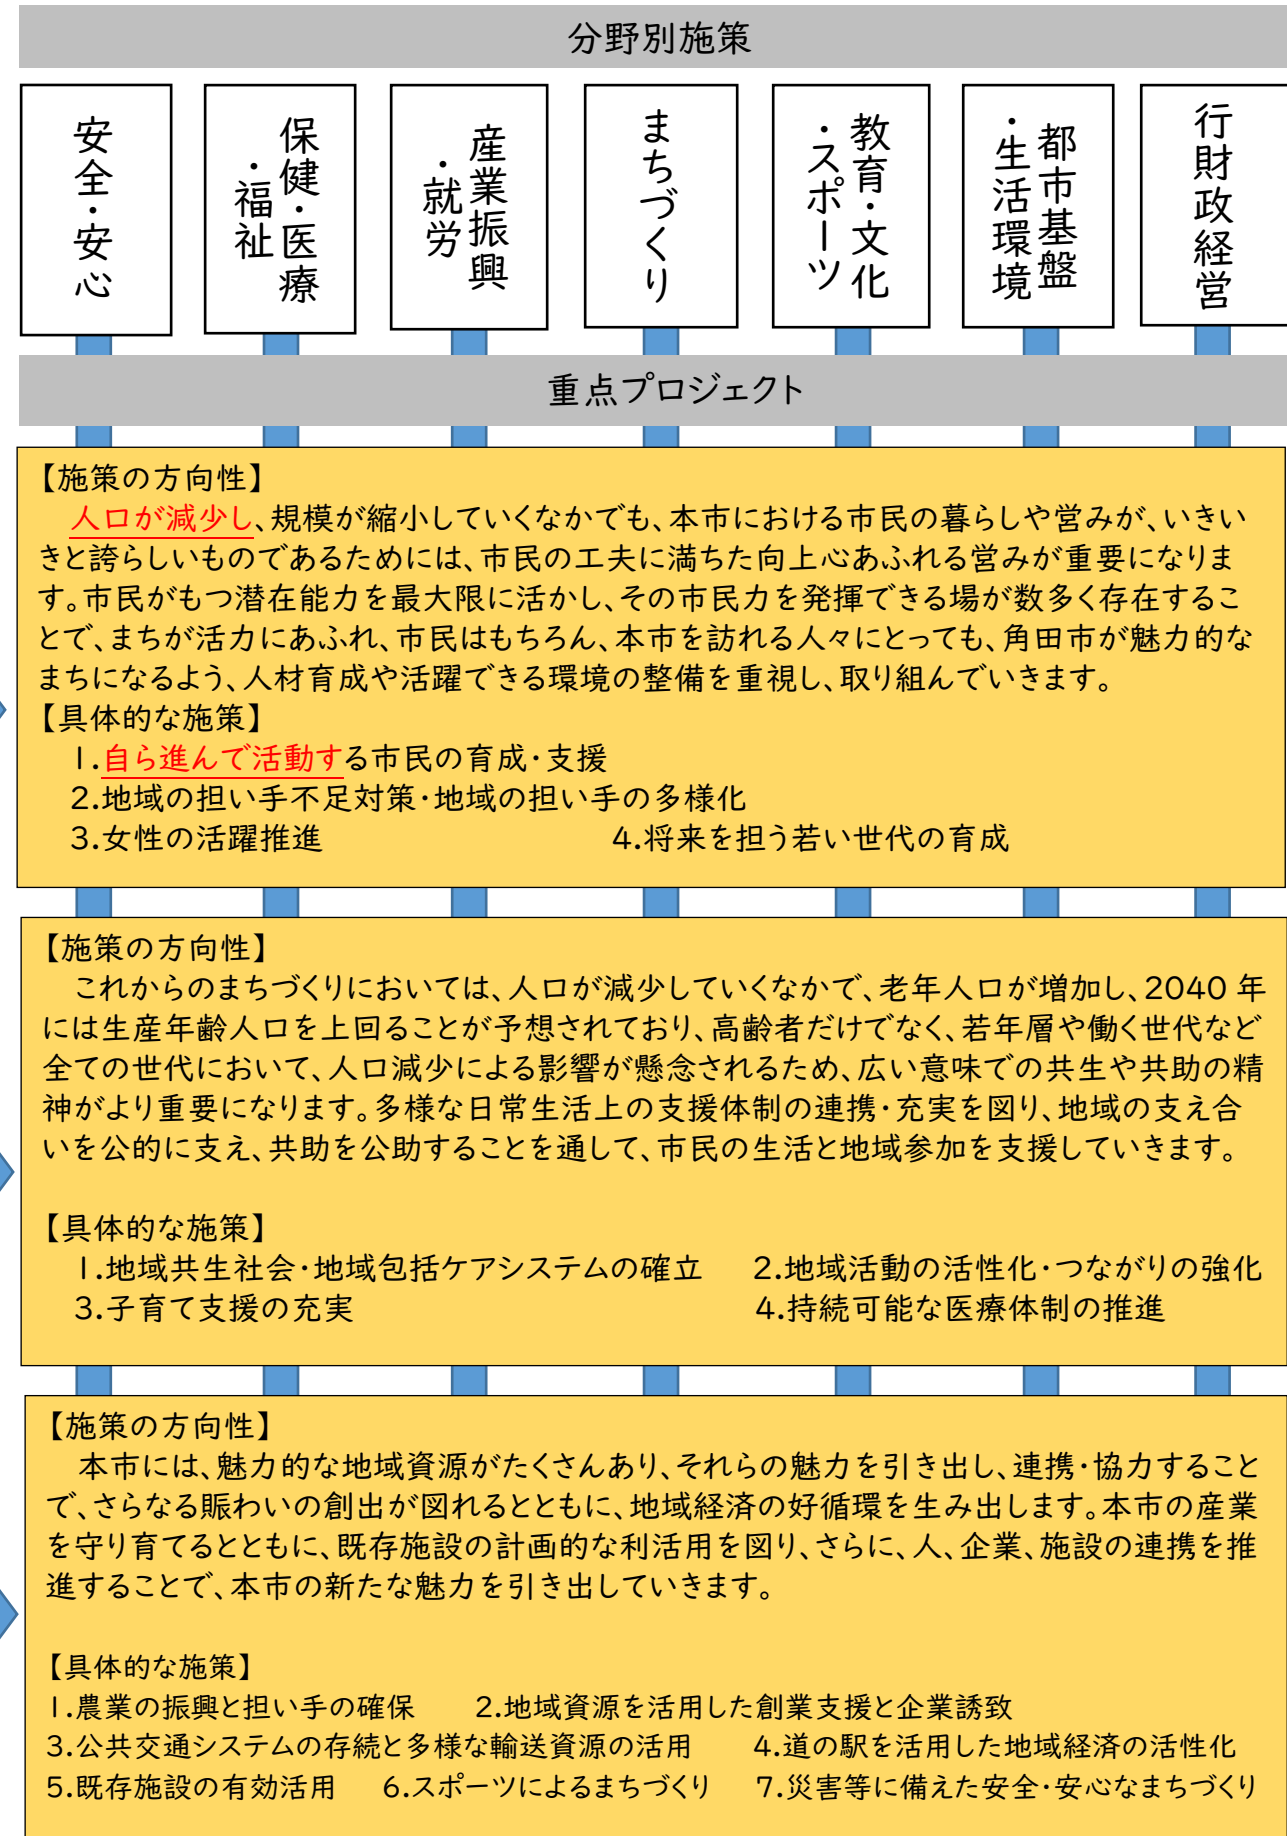 分野別施策
安全・安心
保健・医療
・福祉
産業振興
・就労
まちづくり
教育・文化
・スポーツ
都市基盤
・生活環境
行財政経営
重点プロジェクト
【施策の方向性】
人口が減少し、規模が縮小していくなかでも、本市における市民の暮らしや営みが、いきい
きと誇らしいものであるためには、市民の工夫に満ちた向上心あふれる営みが重要になりま
す。市民がもつ潜在能力を最大限に活かし、その市民力を発揮できる場が数多く存在するこ
とで、まちが活力にあふれ、市民はもちろん、本市を訪れる人々にとっても、角田市が魅力的な
まちになるよう、人材育成や活躍できる環境の整備を重視し、取り組んでいきます。
【具体的な施策】
1.自ら進んで活動する市民の育成・支援
2.地域の担い手不足対策・地域の担い手の多様化
3.女性の活躍推進 4.将来を担う若い世代の育成
【施策の方向性】
これからのまちづくりにおいては、人口が減少していくなかで、老年人口が増加し、2040 年
には生産年齢人口を上回ることが予想されており、高齢者だけでなく、若年層や働く世代など
全ての世代において、人口減少による影響が懸念されるため、広い意味での共生や共助の精
神がより重要になります。多様な日常生活上の支援体制の連携・充実を図り、地域の支え合
いを公的に支え、共助を公助することを通して、市民の生活と地域参加を支援していきます。
【具体的な施策】
1.地域共生社会・地域包括ケアシステムの確立 2.地域活動の活性化・つながりの強化
3.子育て支援の充実 4.持続可能な医療体制の推進
【施策の方向性】
本市には、魅力的な地域資源がたくさんあり、それらの魅力を引き出し、連携・協力すること
で、さらなる賑わいの創出が図れるとともに、地域経済の好循環を生み出します。本市の産業
を守り育てるとともに、既存施設の計画的な利活用を図り、さらに、人、企業、施設の連携を推
進することで、本市の新たな魅力を引き出していきます。
【具体的な施策】
1.農業の振興と担い手の確保 2.地域資源を活用した創業支援と企業誘致
3.公共交通システムの存続と多様な輸送資源の活用 4.道の駅を活用した地域経済の活性化
5.既存施設の有効活用 6.スポーツによるまちづくり 7.災害等に備えた安全・安心なまちづくり